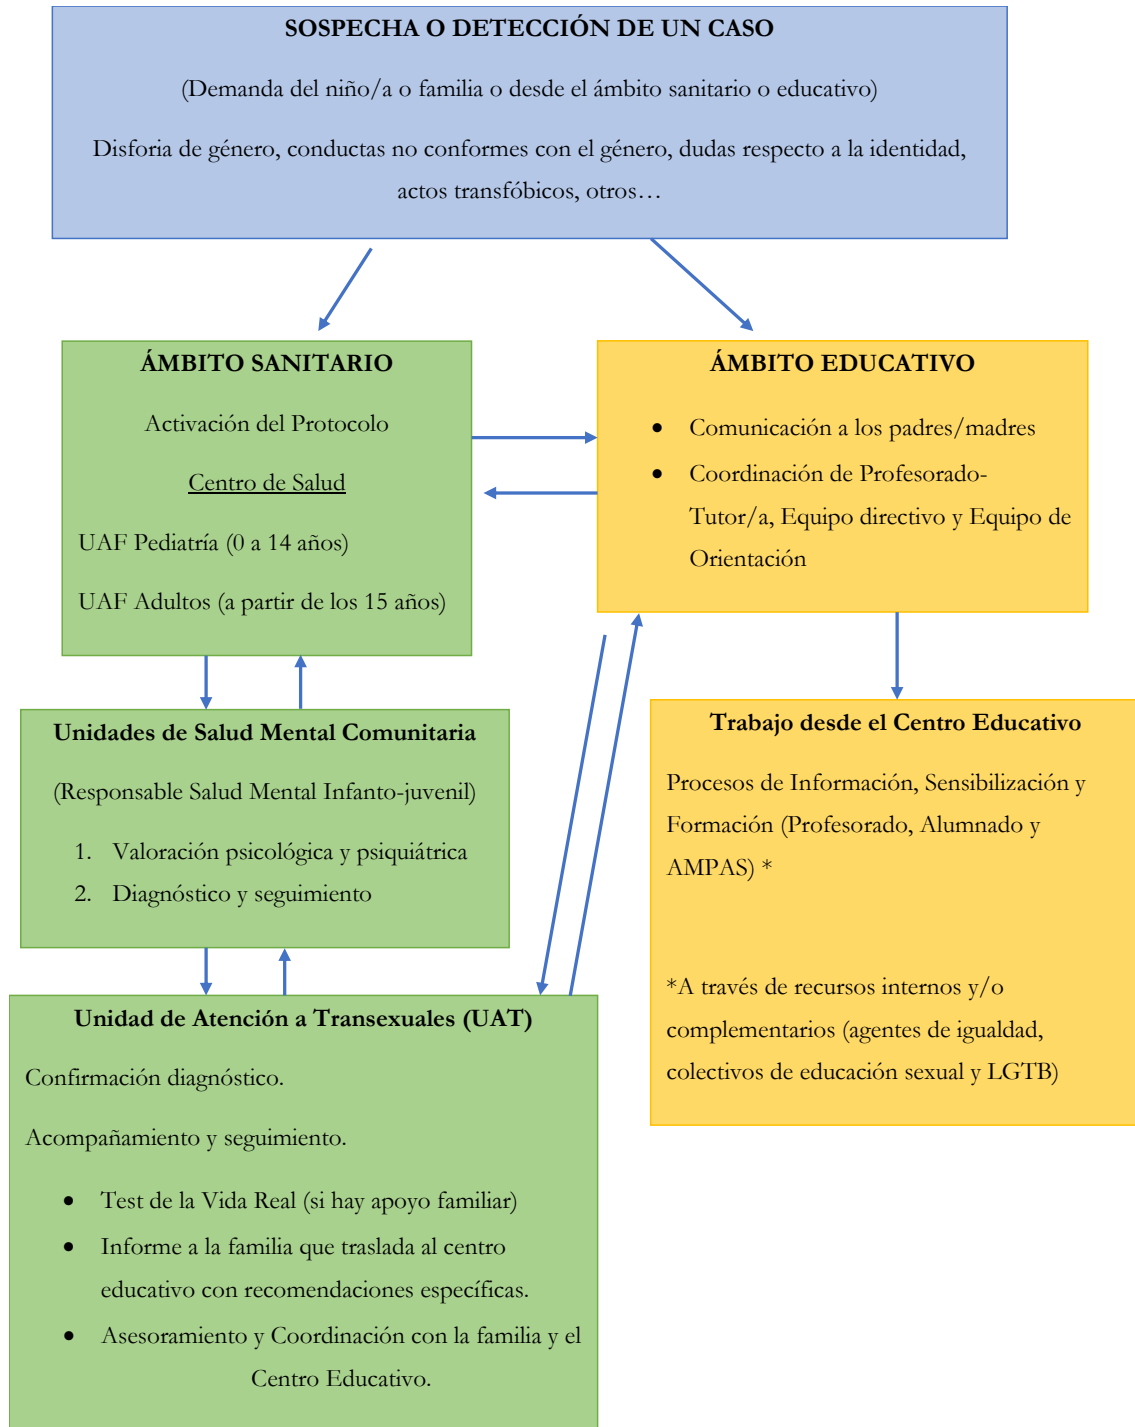 SOSPECHA O DETECCIÓN DE UN CASO
(Demanda del niño/a o familia o desde el ámbito sanitario o educativo)
Disforia de género, conductas no conformes con el género, dudas respecto a la identidad,
actos transfóbicos, otros…
ÁMBITO SANITARIO
Activación del Protocolo
Centro de Salud
UAF Pediatría (0 a 14 años)
UAF Adultos (a partir de los 15 años)
ÁMBITO EDUCATIVO
• Comunicación a los padres/madres
• Coordinación de Profesorado-
Tutor/a, Equipo directivo y Equipo de
Orientación
Unidades de Salud Mental Comunitaria
(Responsable Salud Mental Infanto-juvenil)
1. Valoración psicológica y psiquiátrica
2. Diagnóstico y seguimiento
Trabajo desde el Centro Educativo
Procesos de Información, Sensibilización y
Formación (Profesorado, Alumnado y
AMPAS) *
*A través de recursos internos y/o
complementarios (agentes de igualdad,
colectivos de educación sexual y LGTB)
Unidad de Atención a Transexuales (UAT)
Confirmación diagnóstico.
Acompañamiento y seguimiento.
• Test de la Vida Real (si hay apoyo familiar)
• Informe a la familia que traslada al centro
educativo con recomendaciones específicas.
• Asesoramiento y Coordinación con la familia y el
Centro Educativo.